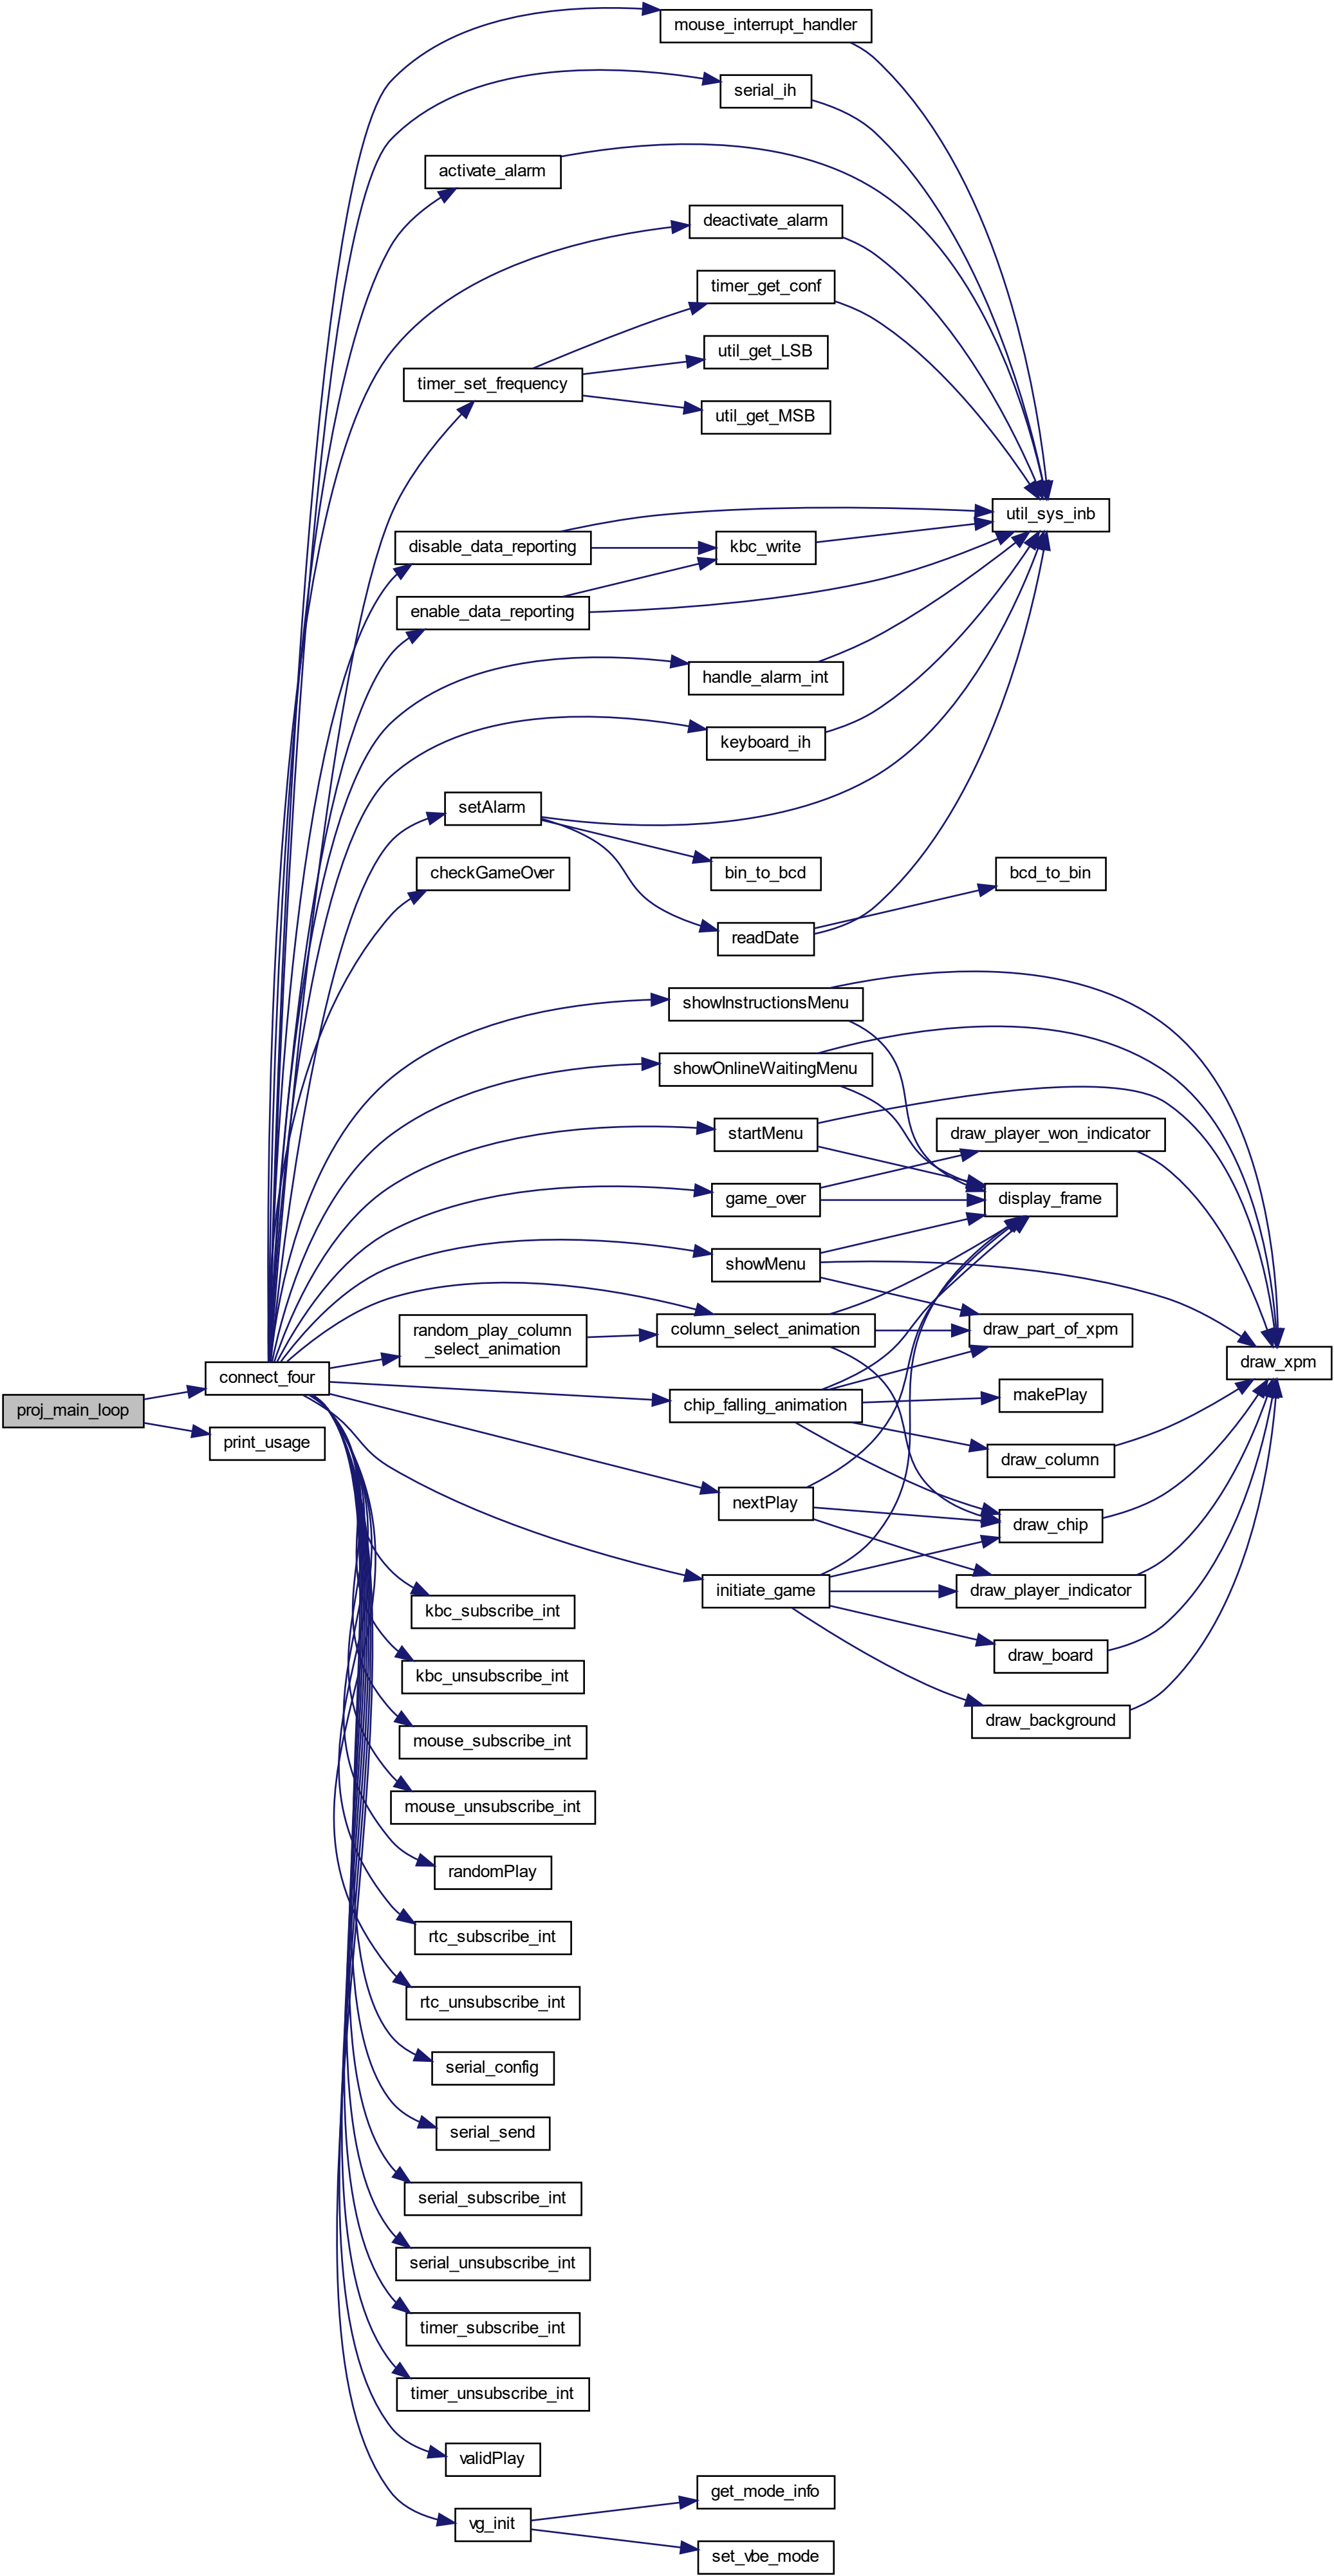 mouse_interrupt_handler
serial_ih
activate_alarm
deactivate_alarm
timer_get_conf
util_get_LSB
timer_set_frequency
util_get_MSB
util_sys_inb
disable_data_reporting
kbc_write
enable_data_reporting
handle_alarm_int
keyboard_ih
setAlarm
checkGameOver
bin_to_bcd
bcd_to_bin
readDate
showInstructionsMenu
showOnlineWaitingMenu
startMenu
draw_player_won_indicator
game_over
display_frame
showMenu
random_play_column
_select_animation
column_select_animation
draw_part_of_xpm
draw_xpm
connect_four
proj_main_loop
chip_falling_animation
makePlay
print_usage
draw_column
nextPlay
draw_chip
initiate_game
draw_player_indicator
kbc_subscribe_int
draw_board
kbc_unsubscribe_int
draw_background
mouse_subscribe_int
mouse_unsubscribe_int
randomPlay
rtc_subscribe_int
rtc_unsubscribe_int
serial_config
serial_send
serial_subscribe_int
serial_unsubscribe_int
timer_subscribe_int
timer_unsubscribe_int
validPlay
get_mode_info
vg_init
set_vbe_mode